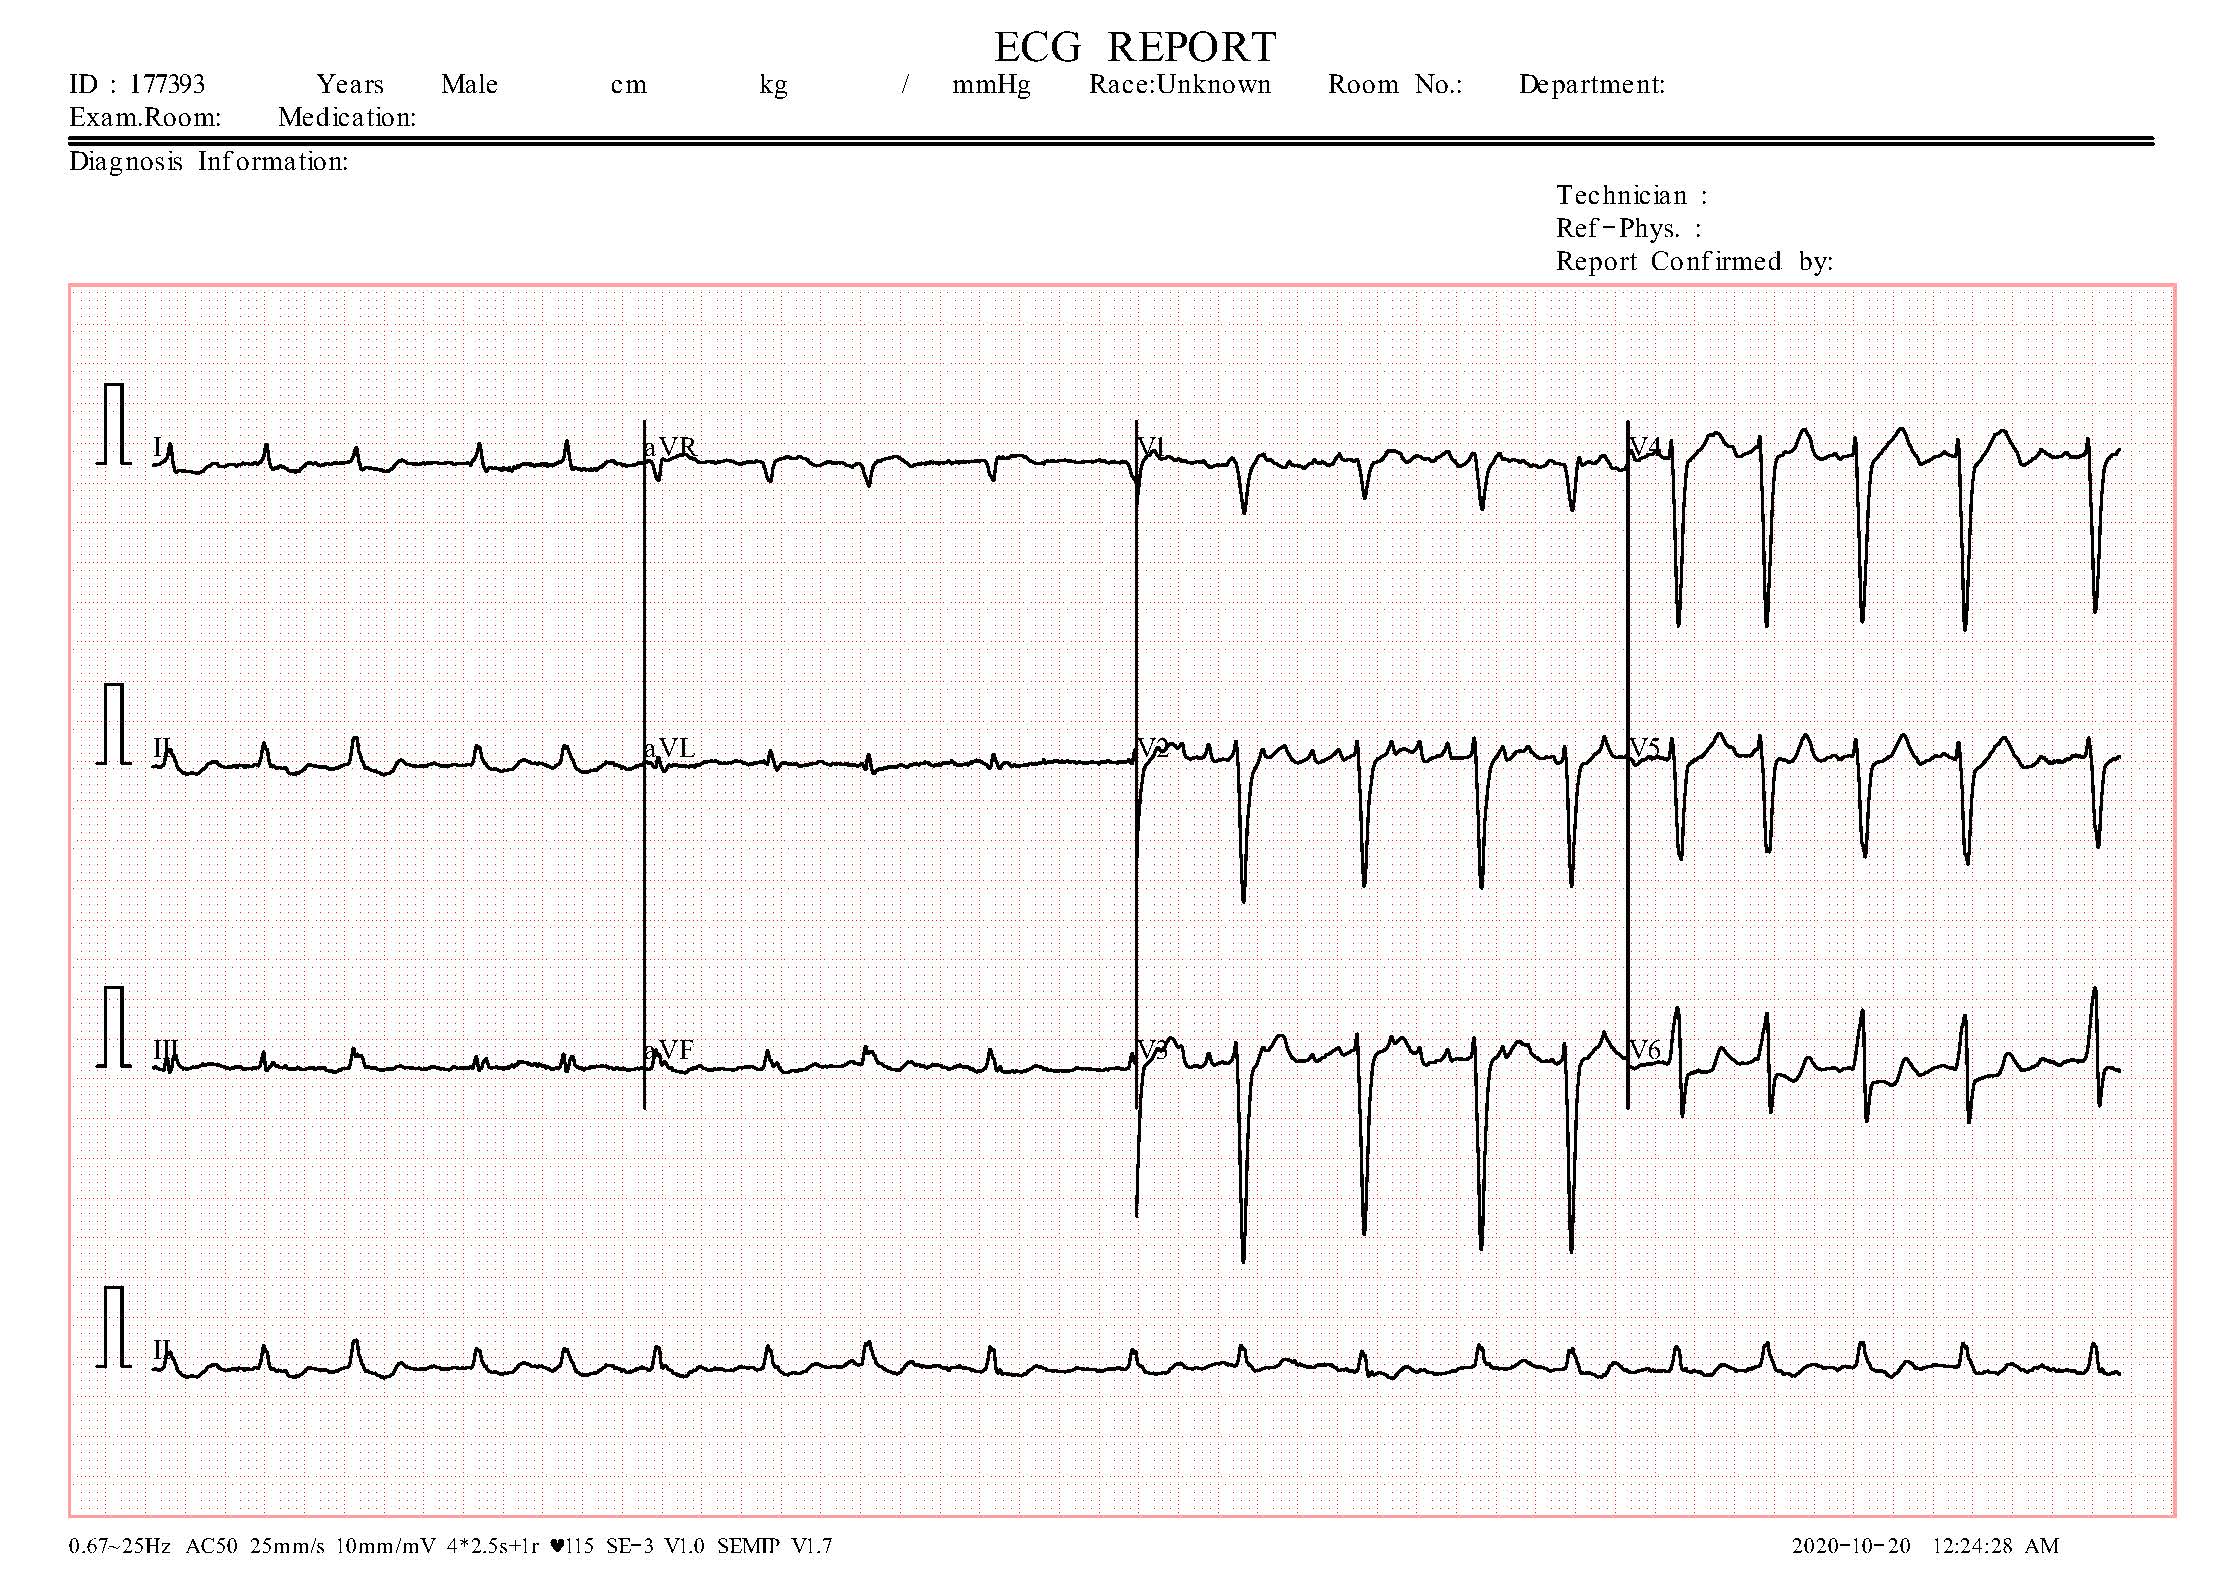 ECG REPORT
ID : 177393 Years Male cm kg / mmHg Race:Unknown Room No.: Department:
Exam.Room: Medication:
Diagnosis Information:
Technician :
Ref-Phys. :
Report Confirmed by:
I aVR V1 V4
II aVL V2 V5
III aVF V3 V6
II
0.67~25Hz AC50 25mm/s 10mm/mV 4*2.5s+1r ♥115 SE-3 V1.0 SEMIP V1.7 2020-10-20 12:24:28 AM